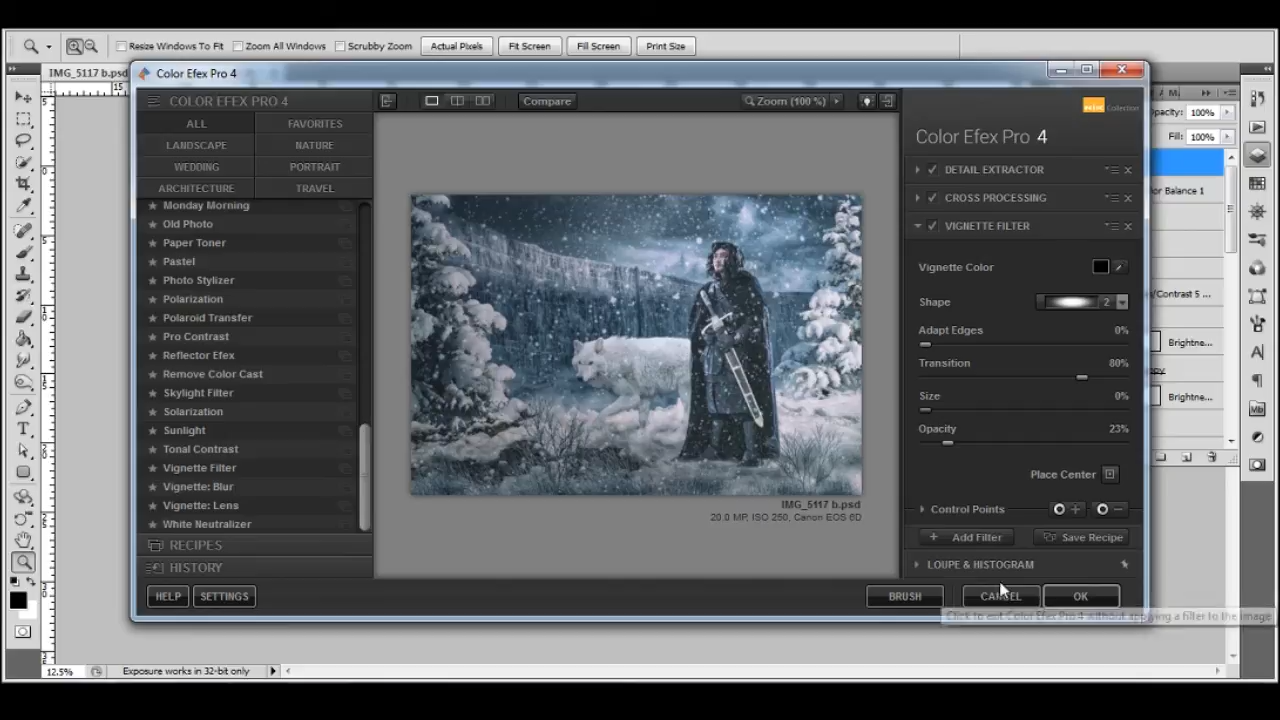 Resize Windows To Fit Zoom All Windows Scrubby Zoom Actual Pixels Fit Screen Fill Screen Print Size
IMG_5117 b.psd
Color Efex Pro 4
COLOR EFEX PRO 4
ALL FAVORITES
LANDSCAPE NATURE
WEDDING PORTRAIT
ARCHITECTURE TRAVEL
Monday Morning
Old Photo
Paper Toner
Pastel
Photo Stylizer
Polarization
Polaroid Transfer
Pro Contrast
Reflector Efex
Remove Color Cast
Skylight Filter
Solarization
Sunlight
Tonal Contrast
Vignette Filter
Vignette: Blur
Vignette: Lens
White Neutralizer
RECIPES
HISTORY
HELP SETTINGS
Compare Zoom (100 %)
IMG_5117 b.psd
20.0 MP, ISO 250, Canon EOS 6D
Collection
Color Efex Pro 4
DETAIL EXTRACTOR
CROSS PROCESSING
VIGNETTE FILTER
Vignette Color
Shape 2
Adapt Edges 0%
Transition 80%
Size 0%
Opacity 23%
Place Center
Control Points
Add Filter Save Recipe
LOUPE & HISTOGRAM
BRUSH CANCEL OK
Click to exit Color Efex Pro 4 without applying a filter to the image
pacity: 100%
Fill: 100%
or Balance 1
s/Contrast 5 ...
Brightne...
opy
Brightne...
12.5% Exposure works in 32-bit only